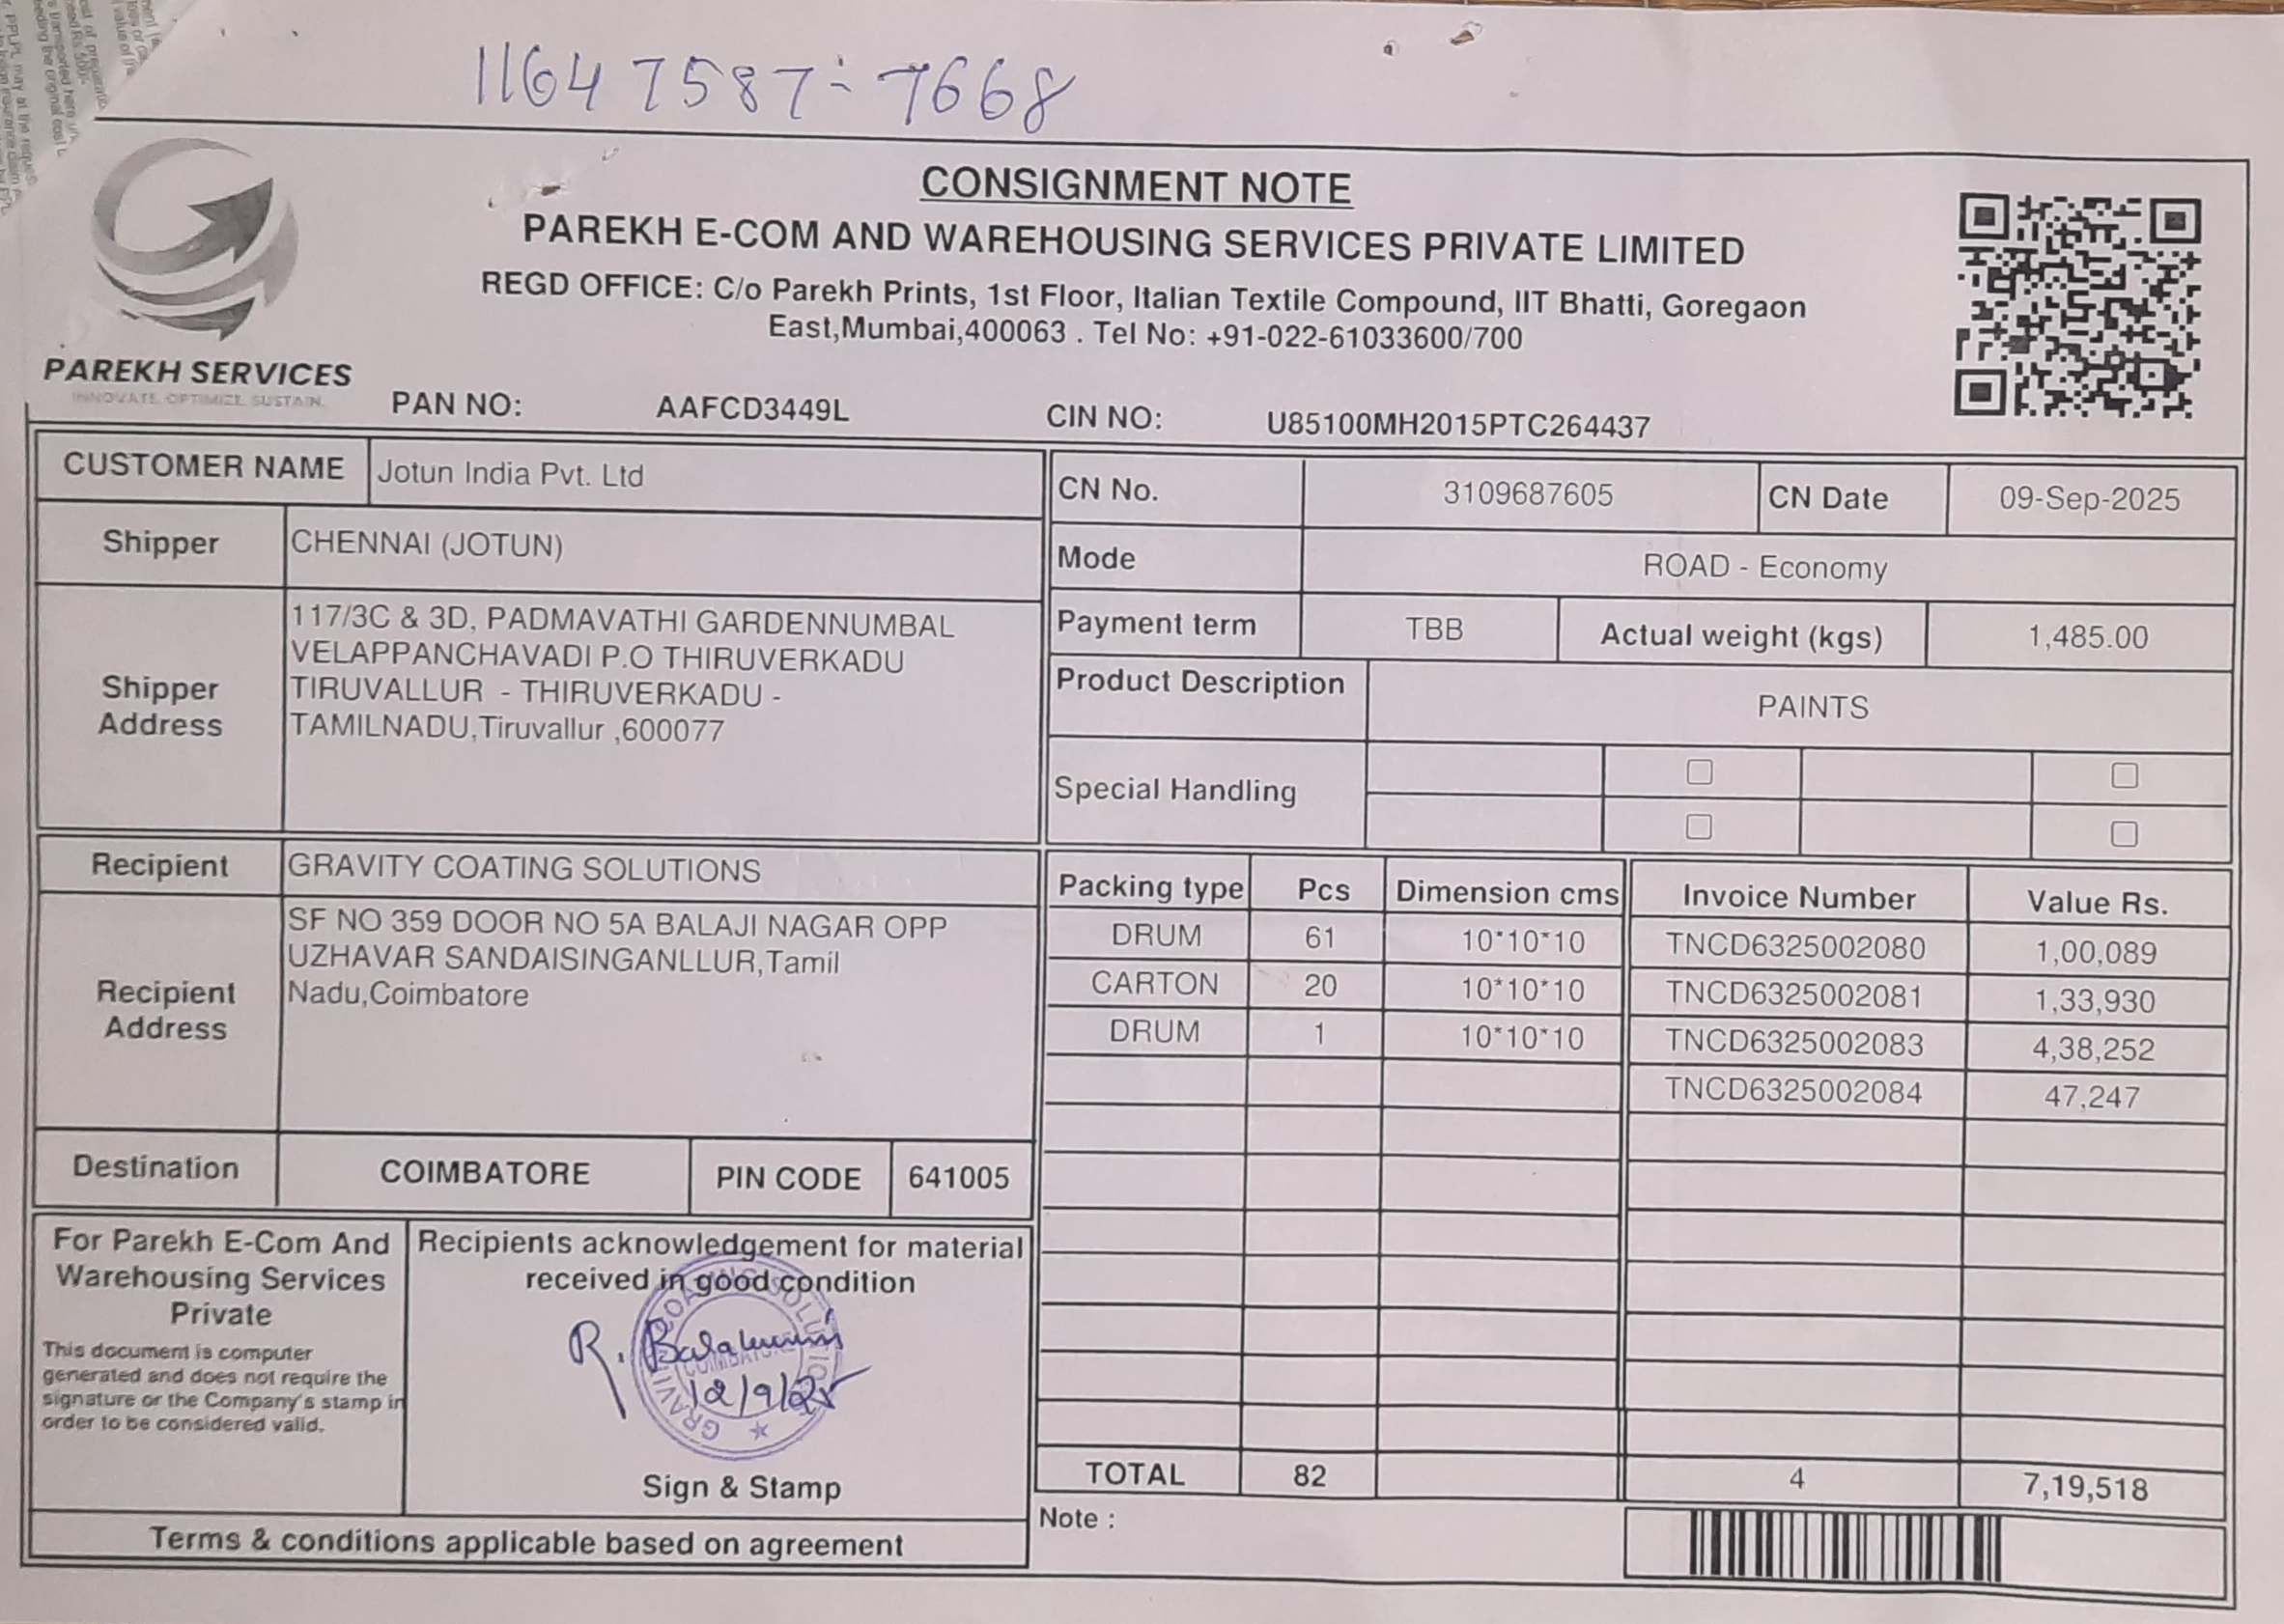 11647587-7668
CONSIGNMENT NOTE
PAREKH E-COM AND WAREHOUSING SERVICES PRIVATE LIMITED
REGD OFFICE: C/o Parekh Prints, 1st Floor, Italian Textile Compound, IIT Bhatti, Goregaon
East,Mumbai,400063 . Tel No: +91-022-61033600/700
PAREKH SERVICES
INNOVATE. OPTIMIZE. SUSTAIN.
PAN NO: AAFCD3449L CIN NO: U85100MH2015PTC264437
CUSTOMER NAME Jotun India Pvt. Ltd
Shipper CHENNAI (JOTUN)
Shipper Address
117/3C & 3D, PADMAVATHI GARDENNUMBAL
VELAPPANCHAVADI P.O THIRUVERKADU
TIRUVALLUR - THIRUVERKADU -
TAMILNADU,Tiruvallur ,600077
Recipient GRAVITY COATING SOLUTIONS
Recipient Address
SF NO 359 DOOR NO 5A BALAJI NAGAR OPP
UZHAVAR SANDAISINGANLLUR,Tamil
Nadu,Coimbatore
Destination COIMBATORE PIN CODE 641005
For Parekh E-Com And
Warehousing Services
Private
This document is computer
generated and does not require the
signature or the Company's stamp in
order to be considered valid.
Recipients acknowledgement for material
received in good condition
GRAVITY COATING SOLUTIONS
COIMBATORE
R.
12/9/25
Sign & Stamp
Terms & conditions applicable based on agreement
CN No. 3109687605 CN Date 09-Sep-2025
Mode ROAD - Economy
Payment term TBB Actual weight (kgs) 1,485.00
Product Description PAINTS
Special Handling
Packing type Pcs Dimension cms Invoice Number Value Rs.
DRUM 61 10*10*10 TNCD6325002080 1,00,089
CARTON 20 10*10*10 TNCD6325002081 1,33,930
DRUM 1 10*10*10 TNCD6325002083 4,38,252
TNCD6325002084 47,247
TOTAL 82 4 7,19,518
Note :